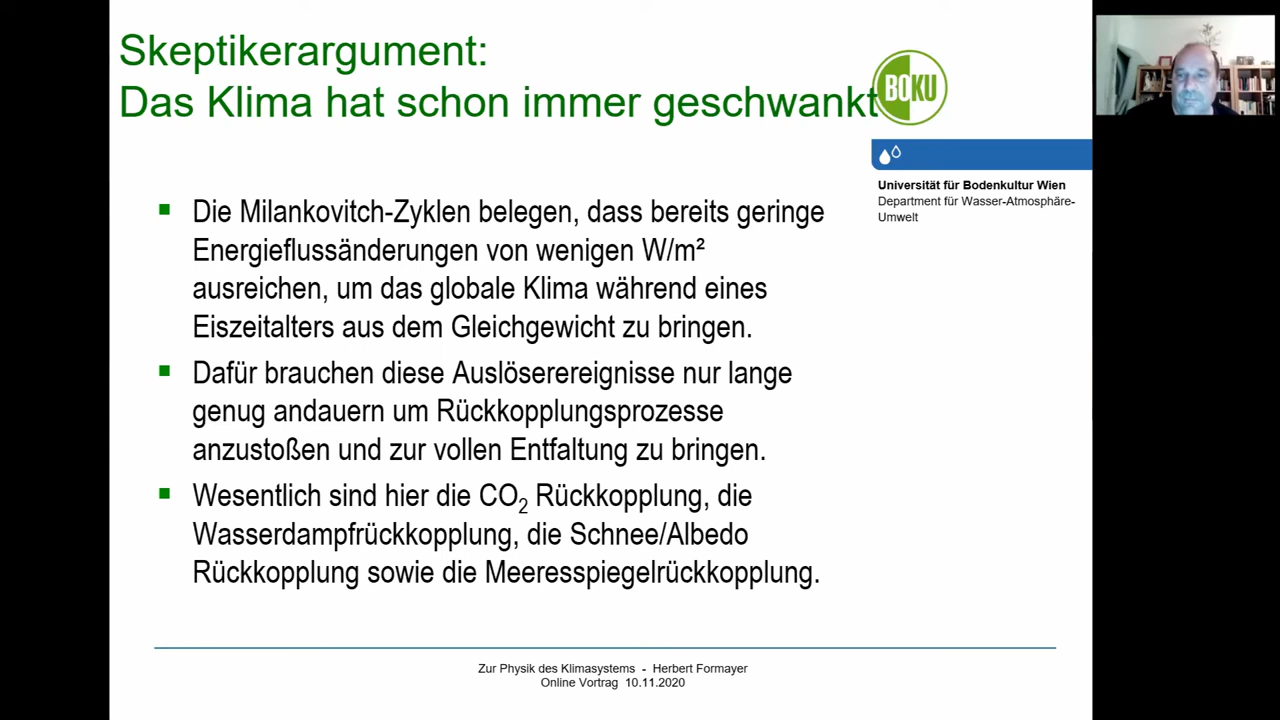 Skeptikerargument:
Das Klima hat schon immer geschwankt
BOKU
Universität für Bodenkultur Wien
Department für Wasser-Atmosphäre-
Umwelt
Die Milankovitch-Zyklen belegen, dass bereits geringe
Energieflussänderungen von wenigen W/m²
ausreichen, um das globale Klima während eines
Eiszeitalters aus dem Gleichgewicht zu bringen.
Dafür brauchen diese Auslöserereignisse nur lange
genug andauern um Rückkopplungsprozesse
anzustoßen und zur vollen Entfaltung zu bringen.
Wesentlich sind hier die CO₂ Rückkopplung, die
Wasserdampfrückkopplung, die Schnee/Albedo
Rückkopplung sowie die Meeresspiegelrückkopplung.
Zur Physik des Klimasystems - Herbert Formayer
Online Vortrag 10.11.2020